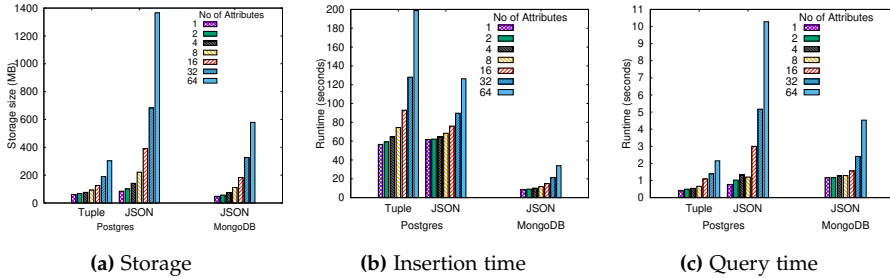 1400
1200
1000
800
600
400
200
0
Storage size (MB)
No of Attributes
1
2
4
8
16
32
64
Tuple
JSON
JSON
Postgres
MongoDB
(a) Storage
200
180
160
140
120
100
80
60
40
20
0
Runtime (seconds)
No of Attributes
1
2
4
8
16
32
64
Tuple
JSON
JSON
Postgres
MongoDB
(b) Insertion time
11
10
9
8
7
6
5
4
3
2
1
0
Runtime (seconds)
No of Attributes
1
2
4
8
16
32
64
Tuple
JSON
JSON
Postgres
MongoDB
(c) Query time